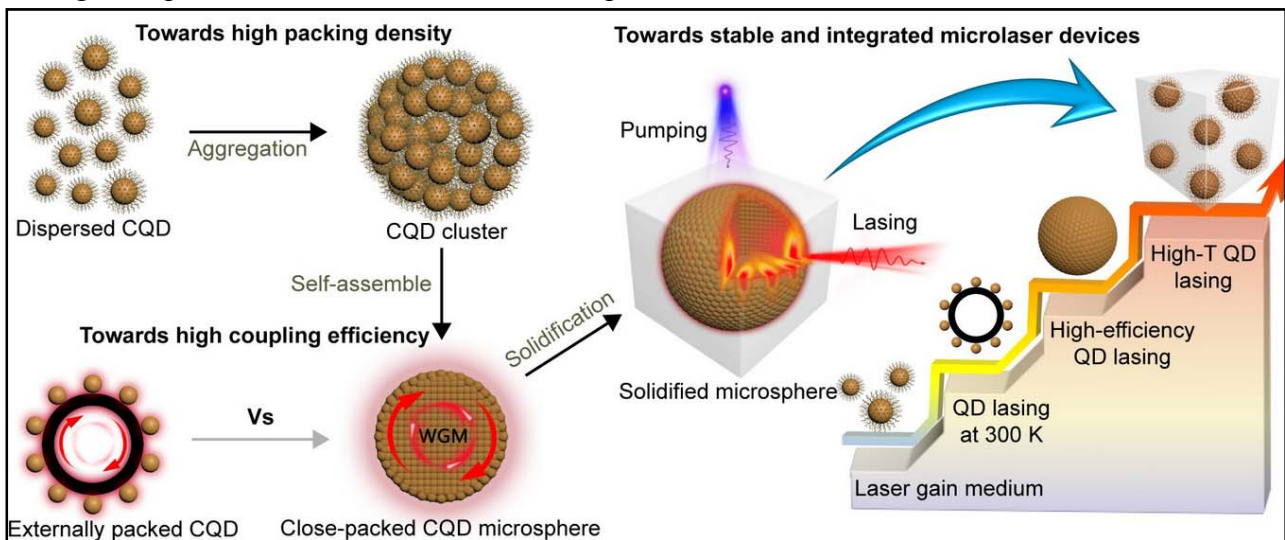 Towards high packing density
Aggregation
Dispersed CQD
CQD cluster
Self-assemble
Towards high coupling efficiency
Vs
WGM
Externally packed CQD
Close-packed CQD microsphere
Solidification
Towards stable and integrated microlaser devices
Pumping
Lasing
Solidified microsphere
High-T QD
lasing
High-efficiency
QD lasing
QD lasing
at 300 K
Laser gain medium